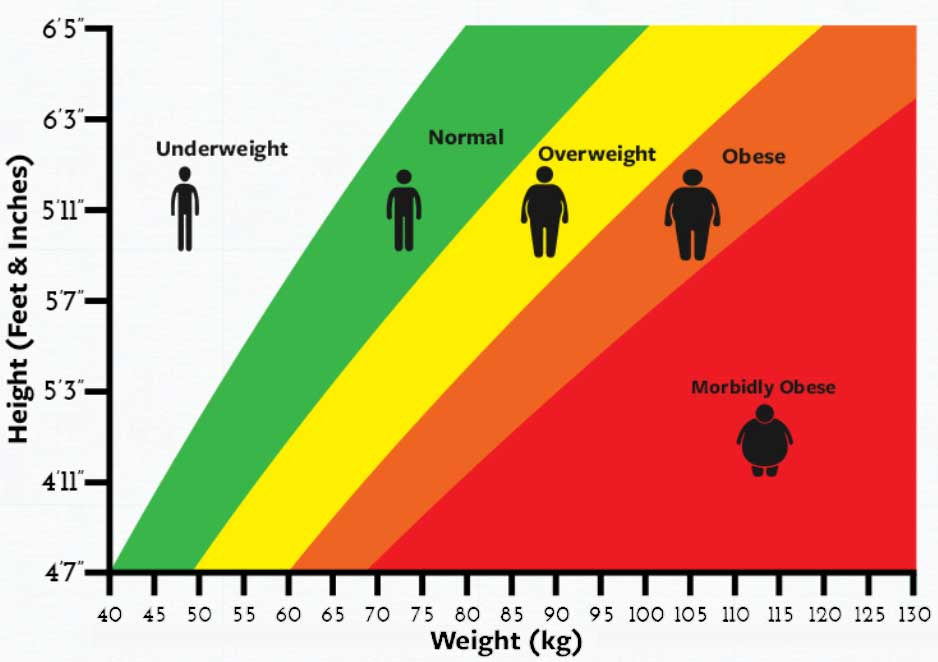 6'5"
6'3"
Normal
Underweight
Overweight
Obese
5'11"
5'7"
5'3"
Morbidly Obese
4'11"
4'7"
Height (Feet & Inches)
40 45 50 55 60 65 70 75 80 85 90 95 100 105 110 115 120 125 130
Weight (kg)